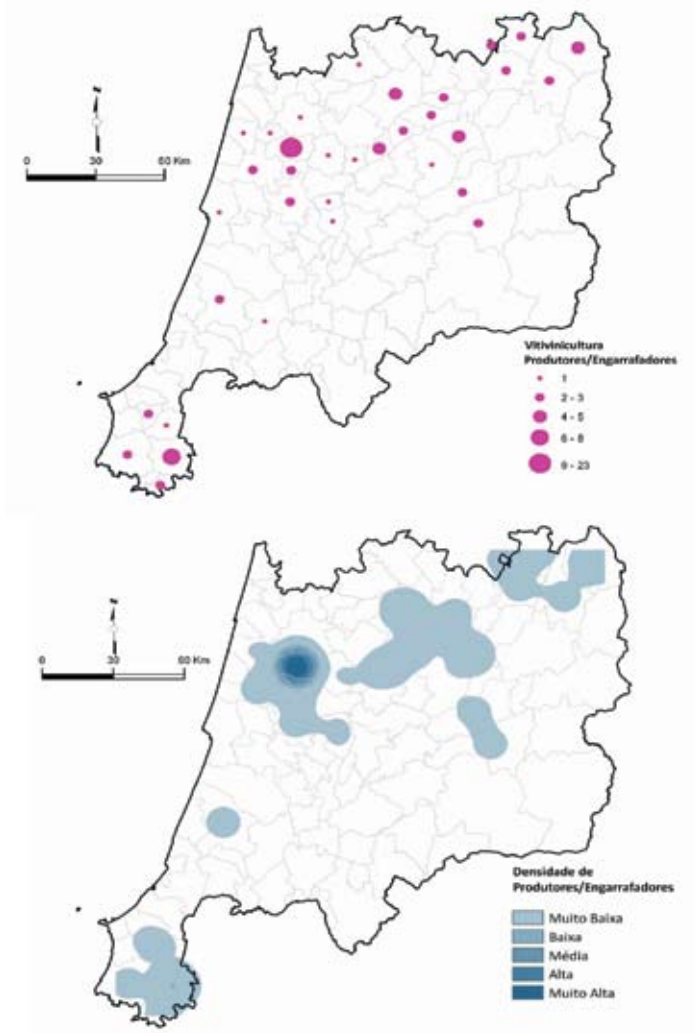 N
0 30 60 Km
Vitivinicultura
Produtores/Engarrafadores
1
2 - 3
4 - 5
6 - 8
9 - 23
N
0 30 60 Km
Densidade de
Produtores/Engarrafadores
Muito Baixa
Baixa
Média
Alta
Muito Alta